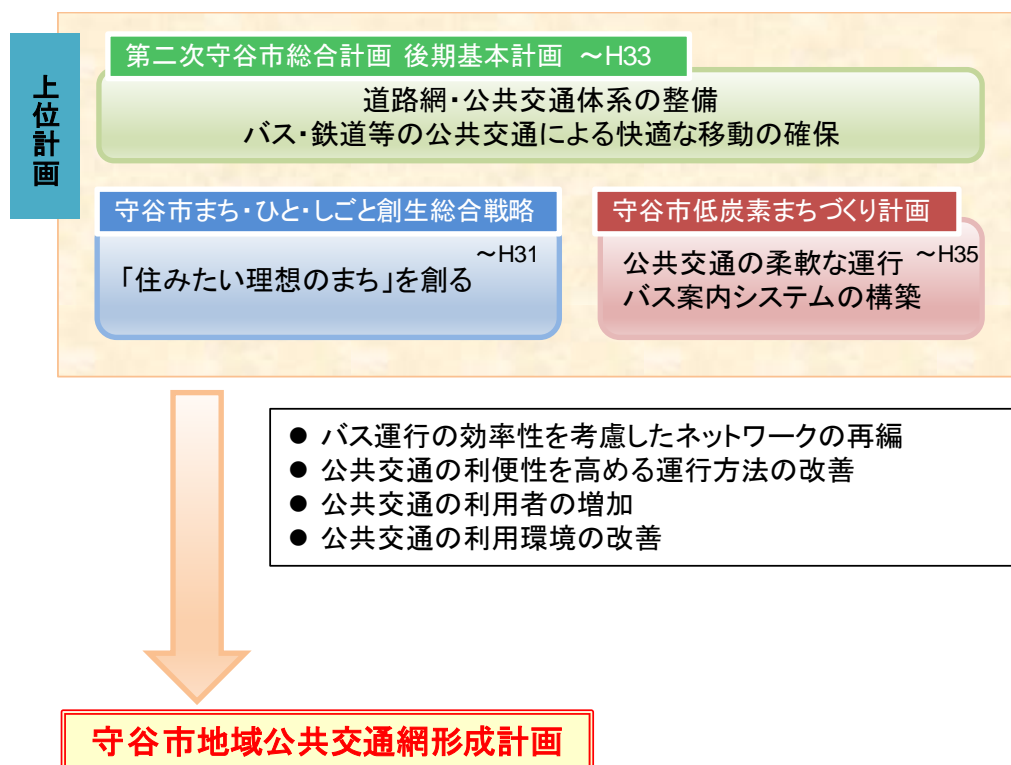 上位計画
第二次守谷市総合計画 後期基本計画 ～H33
道路網・公共交通体系の整備
バス・鉄道等の公共交通による快適な移動の確保
守谷市まち・ひと・しごと創生総合戦略
～H31
「住みたい理想のまち」を創る
守谷市低炭素まちづくり計画
公共交通の柔軟な運行 ～H35
バス案内システムの構築
● バス運行の効率性を考慮したネットワークの再編
● 公共交通の利便性を高める運行方法の改善
● 公共交通の利用者の増加
● 公共交通の利用環境の改善
守谷市地域公共交通網形成計画